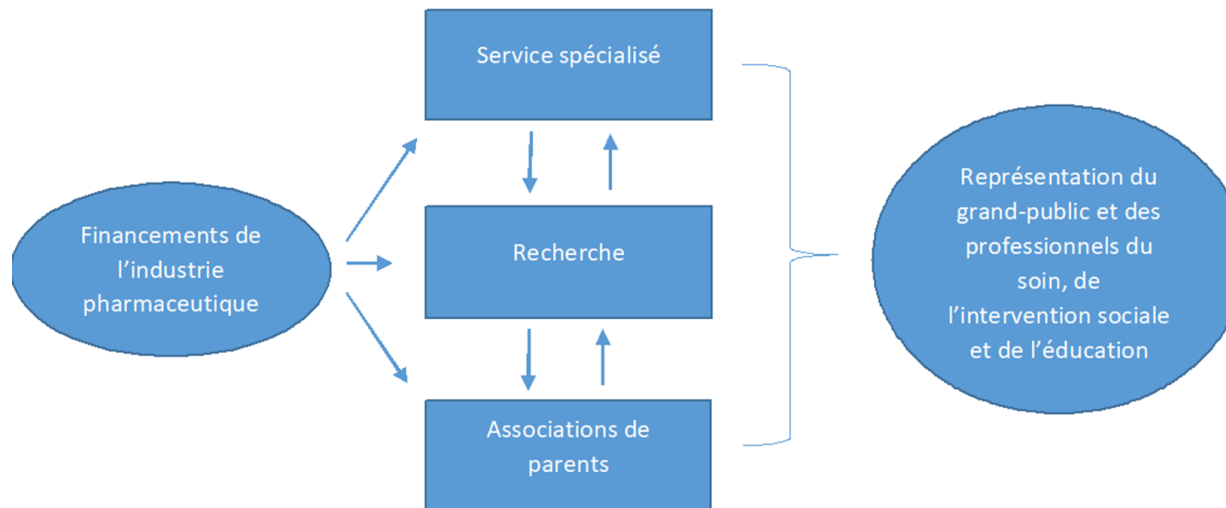 Service spécialisé
Financements de
l’industrie
pharmaceutique
Recherche
Associations de
parents
Représentation du
grand-public et des
professionnels du
soin, de
l’intervention sociale
et de l’éducation